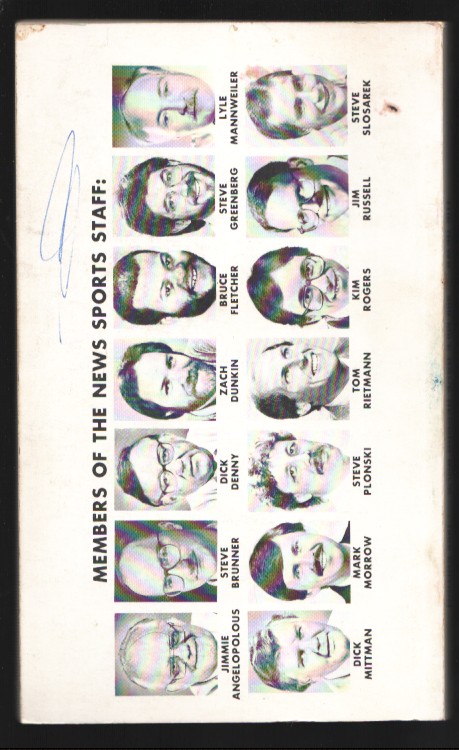 MEMBERS OF THE NEWS SPORTS STAFF:
JIMMIE
ANGELOPOLOUS
STEVE
BRUNNER
DICK
DENNY
ZACH
DUNKIN
BRUCE
FLETCHER
STEVE
GREENBERG
LYLE
MANNWEILER
DICK
MITTMAN
MARK
MORROW
STEVE
PLONSKI
TOM
RIETMANN
KIM
ROGERS
JIM
RUSSELL
STEVE
SLOSAREK